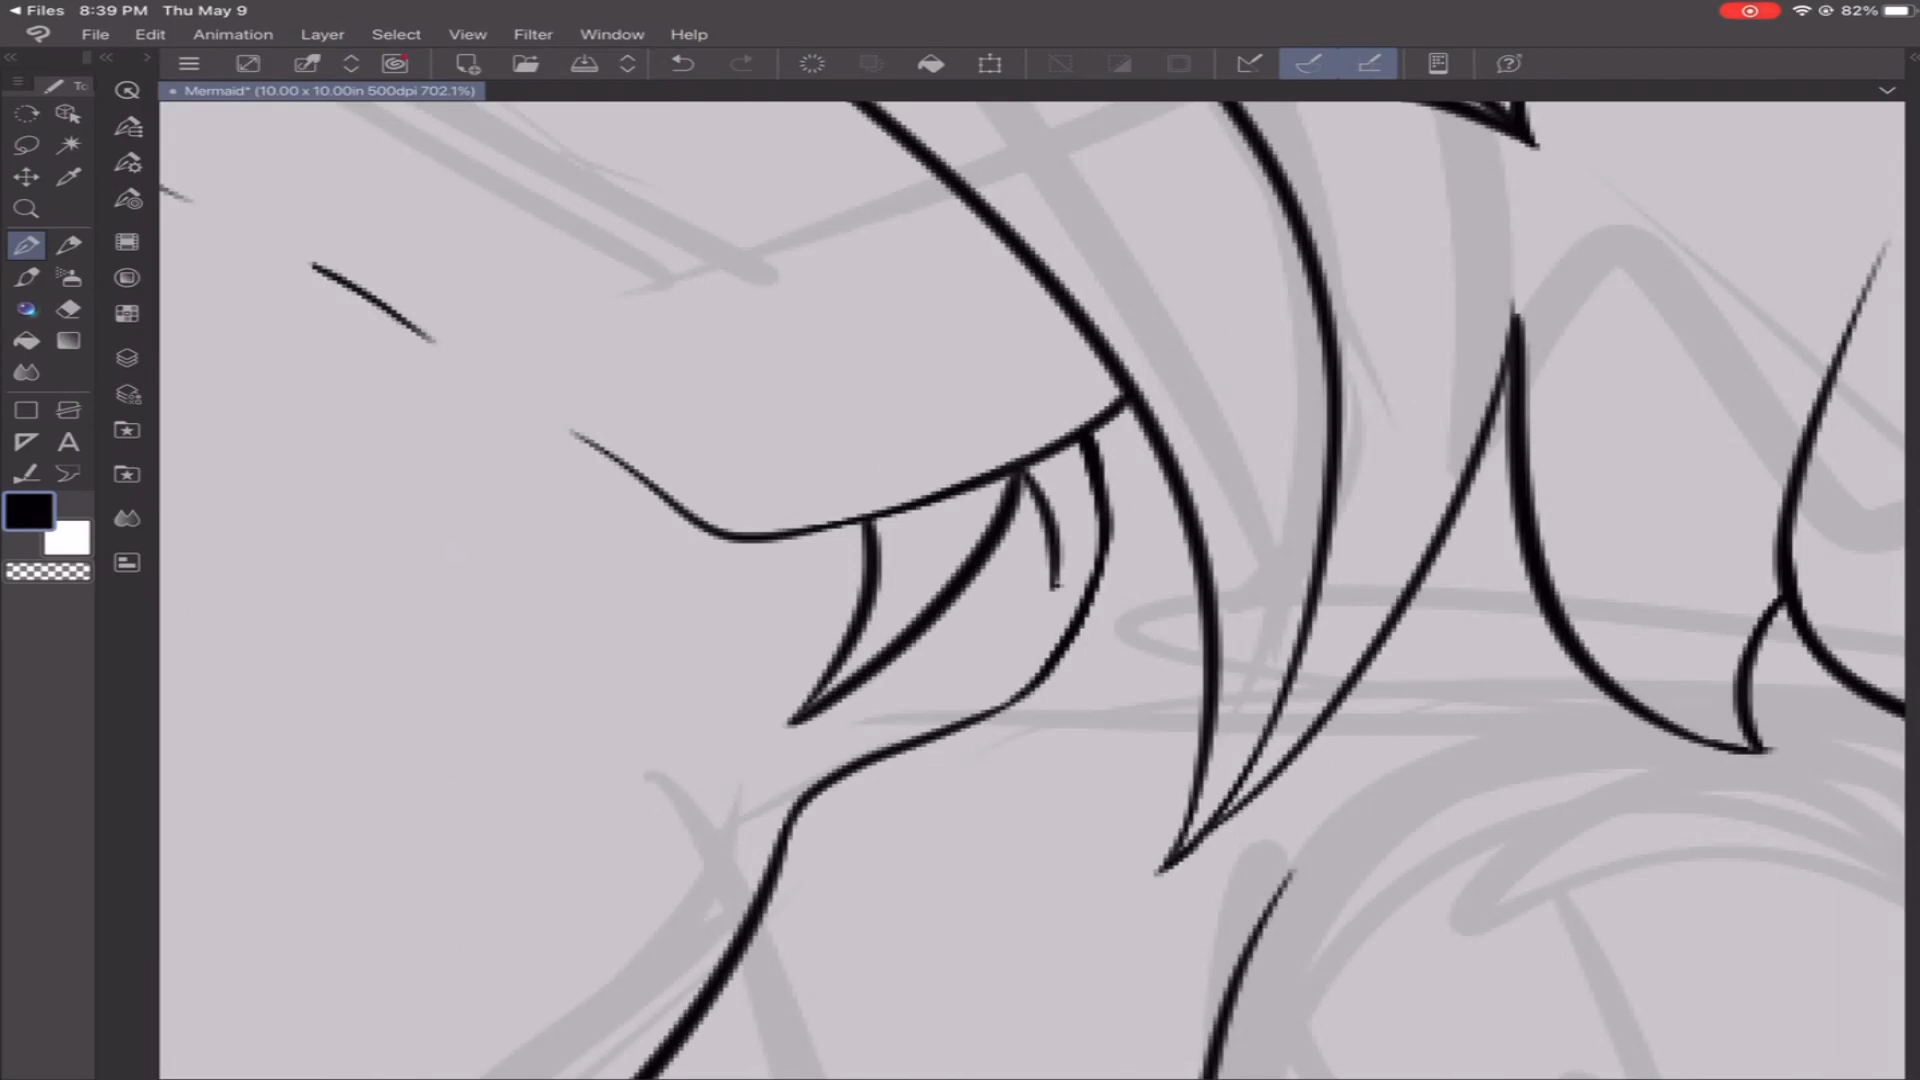 Files 8:39 PM Thu May 9 82%
File Edit Animation Layer Select View Filter Window Help
To
Mermaid* (10.00 x 10.00in 500dpi 702.1%)
A